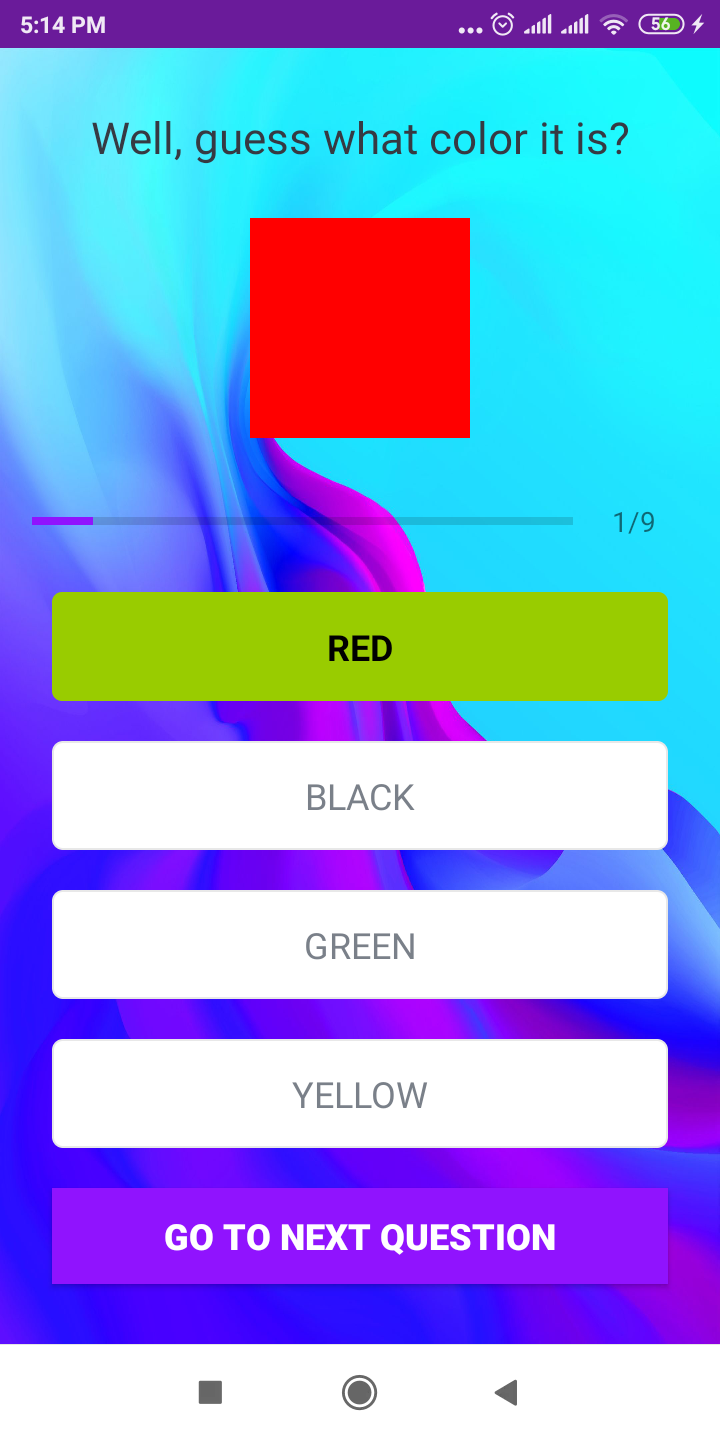 5:14 PM
56
Well, guess what color it is?
1/9
RED
BLACK
GREEN
YELLOW
GO TO NEXT QUESTION